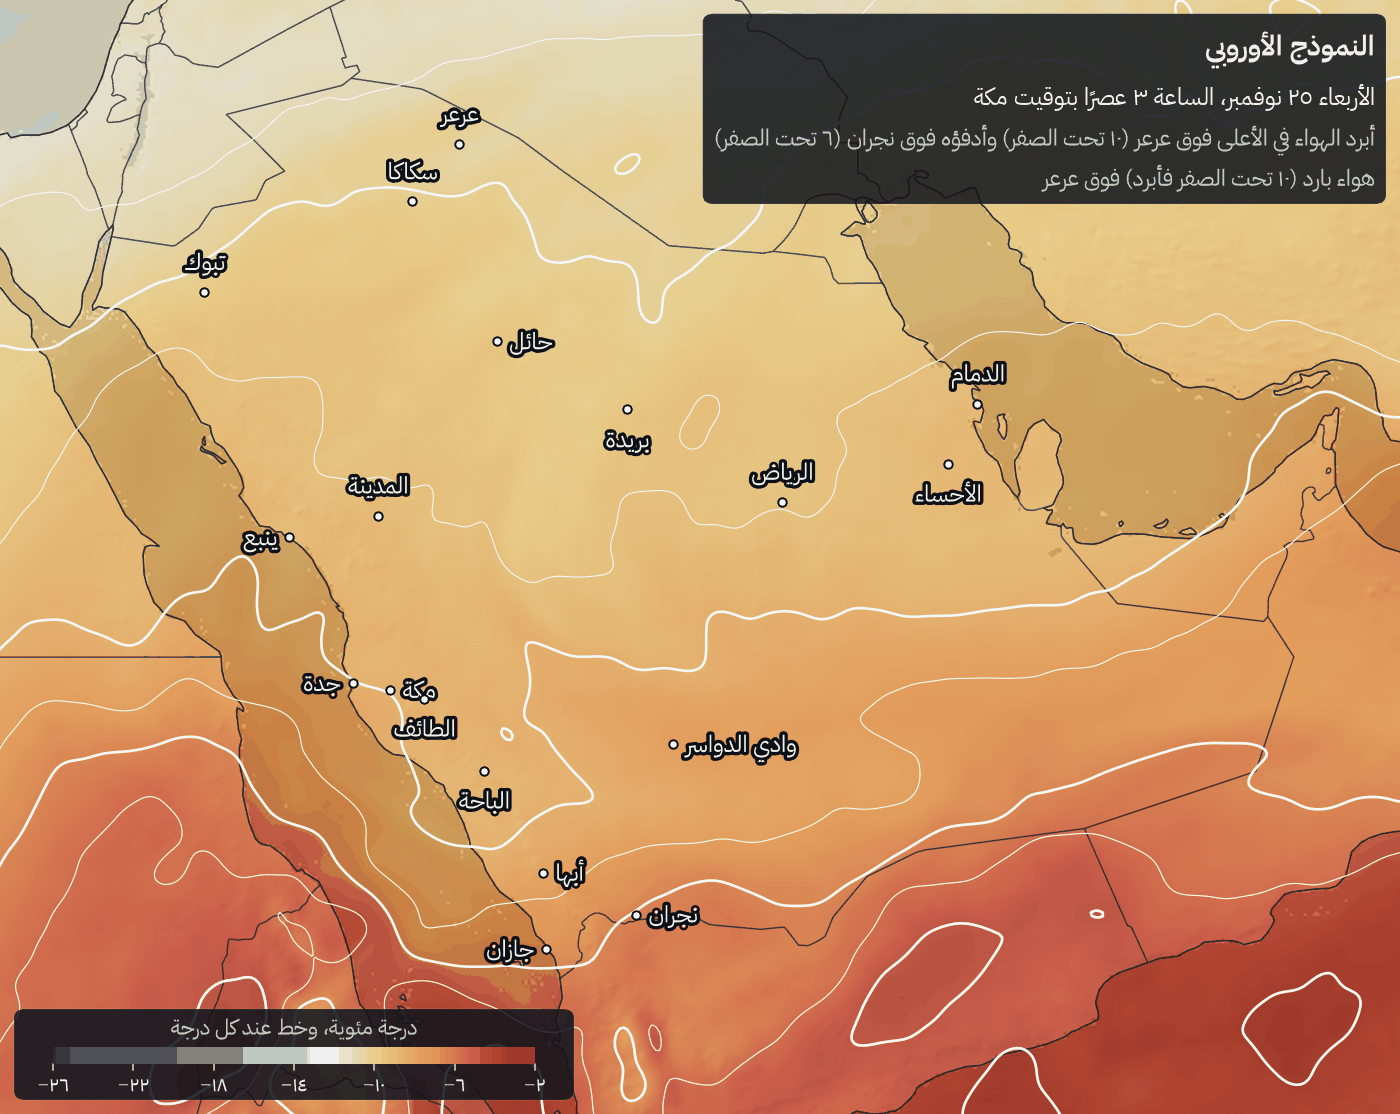 النموذج الأوروبي
الأربعاء ٢٥ نوفمبر، الساعة ٣ عصرًا بتوقيت مكة
أبرد الهواء في الأعلى فوق عرعر (١٠ تحت الصفر) وأدفؤه فوق نجران (٦ تحت الصفر)
هواء بارد (١٠ تحت الصفر فأبرد) فوق عرعر
عرعر
سكاكا
تبوك
حائل
الدمام
بريدة
الرياض
الأحساء
المدينة
ينبع
جدة
مكة
الطائف
وادي الدواسر
الباحة
أبها
نجران
جازان
درجة مئوية، وخط عند كل درجة
−٢٦ −٢٢ −١٨ −١٤ −١٠ −٦ −٢